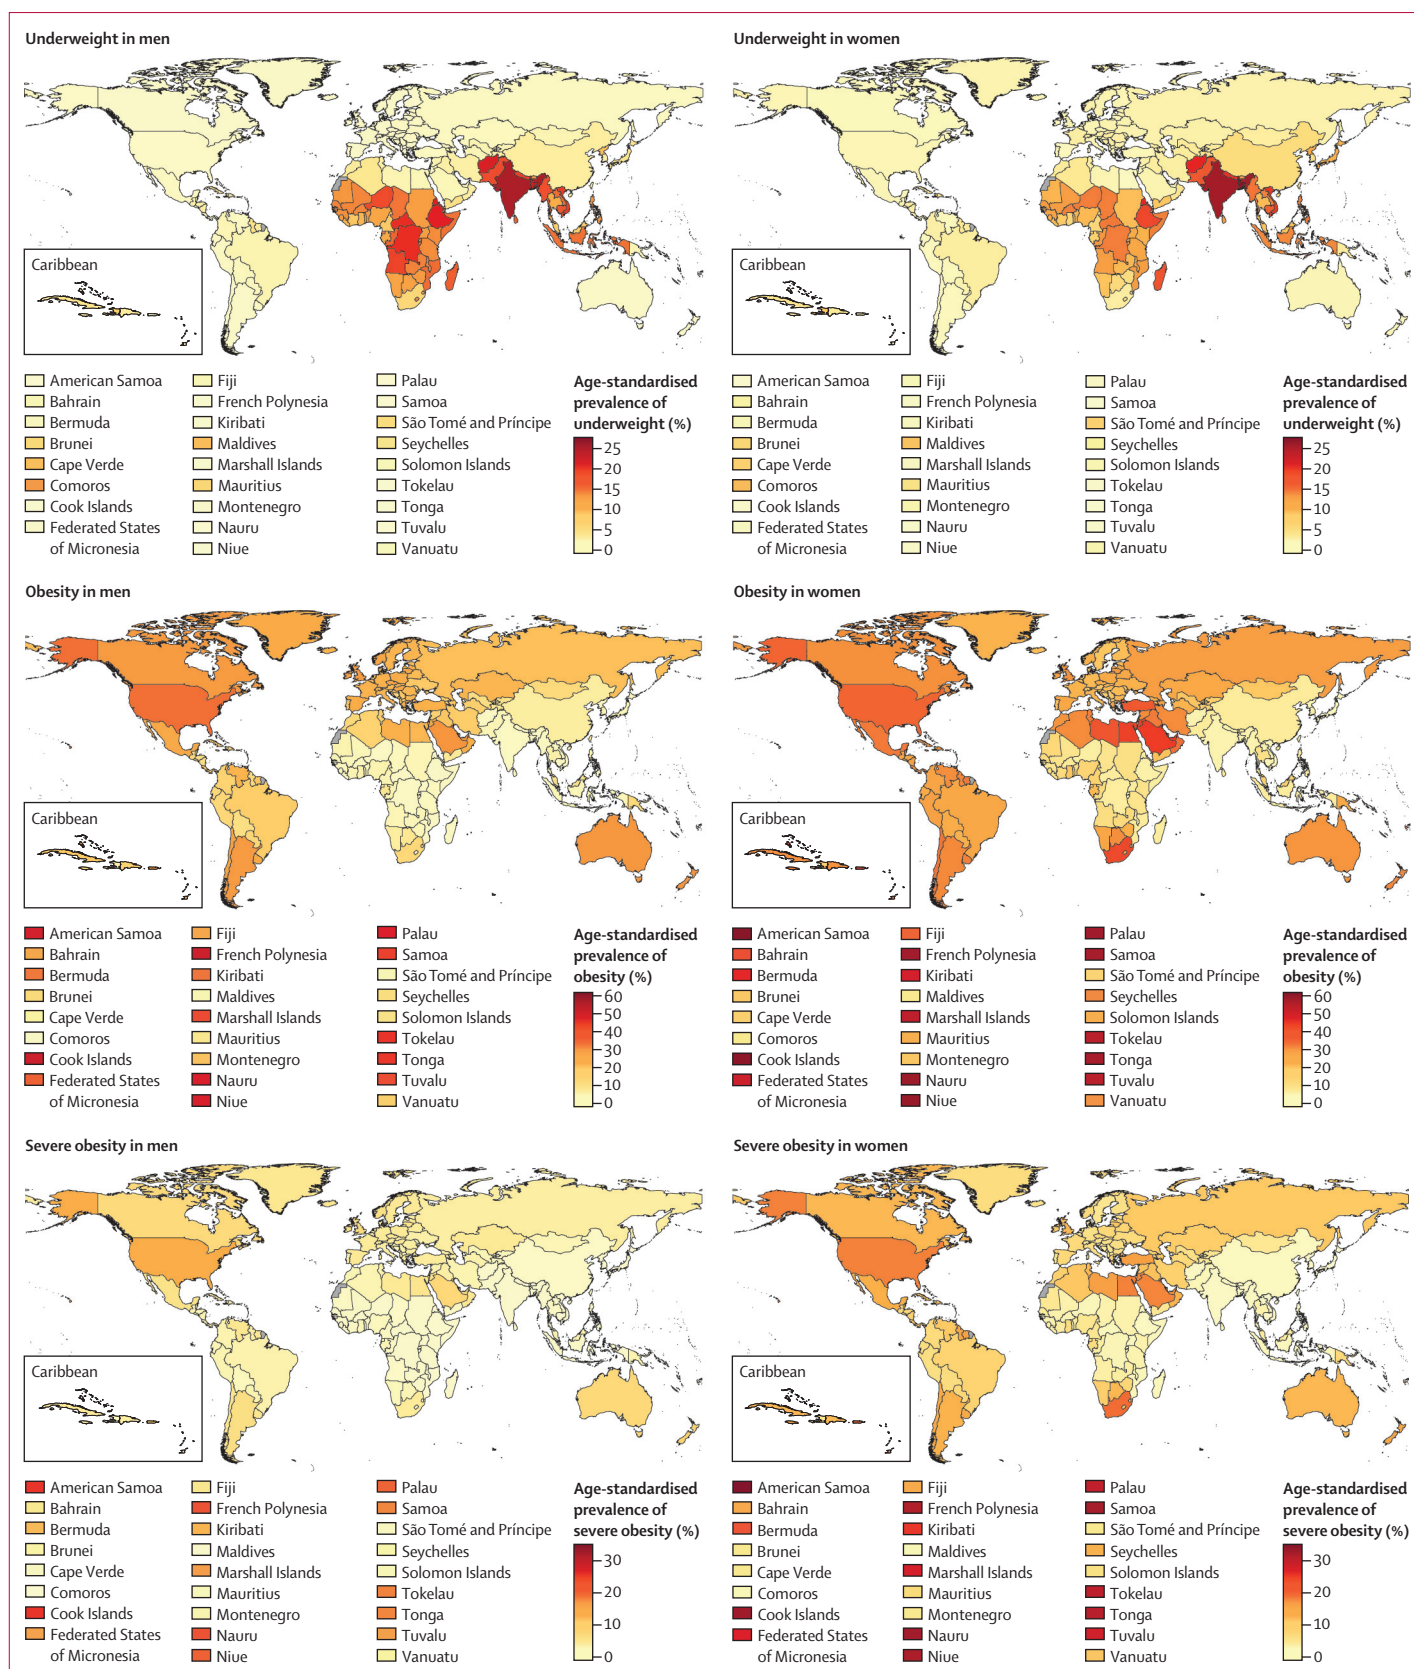 Underweight in men
Caribbean
American Samoa
Bahrain
Bermuda
Brunei
Cape Verde
Comoros
Cook Islands
Federated States
of Micronesia
Fiji
French Polynesia
Kiribati
Maldives
Marshall Islands
Mauritius
Montenegro
Nauru
Niue
Palau
Samoa
São Tomé and Príncipe
Seychelles
Solomon Islands
Tokelau
Tonga
Tuvalu
Vanuatu
Age-standardised
prevalence of
underweight (%)
25
20
15
10
5
0
Underweight in women
Caribbean
American Samoa
Bahrain
Bermuda
Brunei
Cape Verde
Comoros
Cook Islands
Federated States
of Micronesia
Fiji
French Polynesia
Kiribati
Maldives
Marshall Islands
Mauritius
Montenegro
Nauru
Niue
Palau
Samoa
São Tomé and Príncipe
Seychelles
Solomon Islands
Tokelau
Tonga
Tuvalu
Vanuatu
Age-standardised
prevalence of
underweight (%)
25
20
15
10
5
0
Obesity in men
Caribbean
American Samoa
Bahrain
Bermuda
Brunei
Cape Verde
Comoros
Cook Islands
Federated States
of Micronesia
Fiji
French Polynesia
Kiribati
Maldives
Marshall Islands
Mauritius
Montenegro
Nauru
Niue
Palau
Samoa
São Tomé and Príncipe
Seychelles
Solomon Islands
Tokelau
Tonga
Tuvalu
Vanuatu
Age-standardised
prevalence of
obesity (%)
60
50
40
30
20
10
0
Obesity in women
Caribbean
American Samoa
Bahrain
Bermuda
Brunei
Cape Verde
Comoros
Cook Islands
Federated States
of Micronesia
Fiji
French Polynesia
Kiribati
Maldives
Marshall Islands
Mauritius
Montenegro
Nauru
Niue
Palau
Samoa
São Tomé and Príncipe
Seychelles
Solomon Islands
Tokelau
Tonga
Tuvalu
Vanuatu
Age-standardised
prevalence of
obesity (%)
60
50
40
30
20
10
0
Severe obesity in men
Caribbean
American Samoa
Bahrain
Bermuda
Brunei
Cape Verde
Comoros
Cook Islands
Federated States
of Micronesia
Fiji
French Polynesia
Kiribati
Maldives
Marshall Islands
Mauritius
Montenegro
Nauru
Niue
Palau
Samoa
São Tomé and Príncipe
Seychelles
Solomon Islands
Tokelau
Tonga
Tuvalu
Vanuatu
Age-standardised
prevalence of
severe obesity (%)
30
20
10
0
Severe obesity in women
Caribbean
American Samoa
Bahrain
Bermuda
Brunei
Cape Verde
Comoros
Cook Islands
Federated States
of Micronesia
Fiji
French Polynesia
Kiribati
Maldives
Marshall Islands
Mauritius
Montenegro
Nauru
Niue
Palau
Samoa
São Tomé and Príncipe
Seychelles
Solomon Islands
Tokelau
Tonga
Tuvalu
Vanuatu
Age-standardised
prevalence of
severe obesity (%)
30
20
10
0